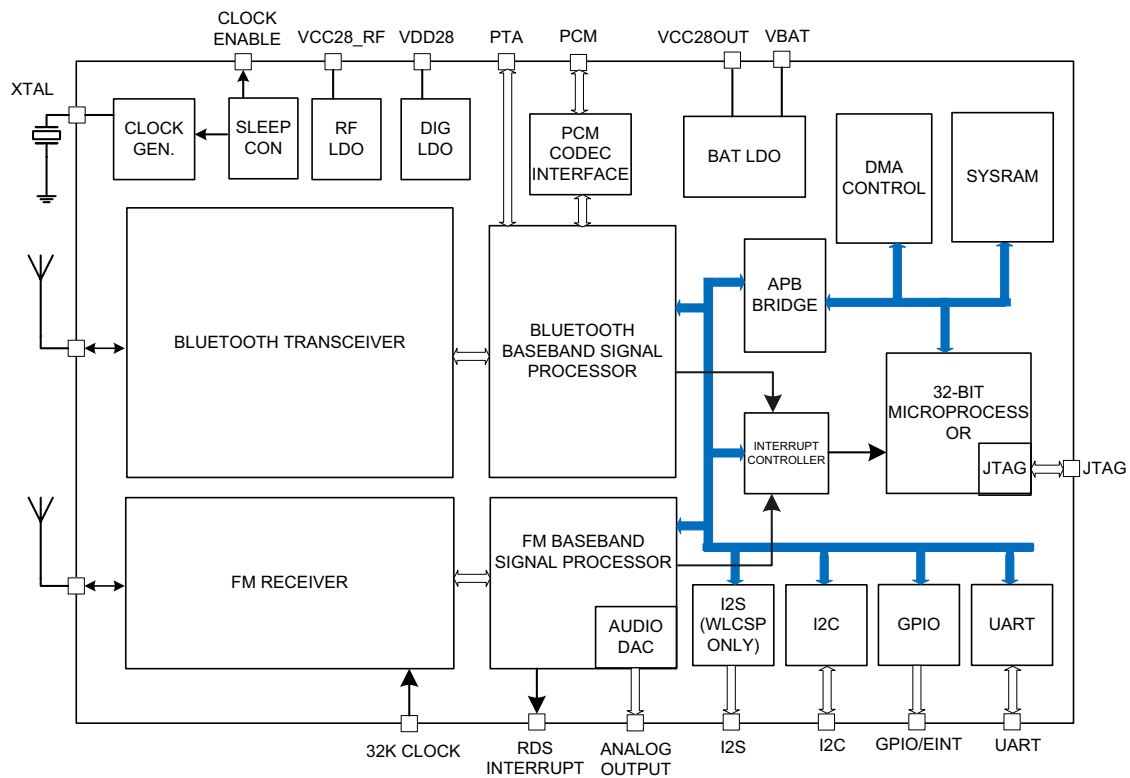 CLOCK
ENABLE
VCC28_RF
VDD28
PTA
PCM
VCC28OUT
VBAT
XTAL
CLOCK
GEN.
SLEEP
CON
RF
LDO
DIG
LDO
PCM
CODEC
INTERFACE
BAT LDO
DMA
CONTROL
SYSRAM
BLUETOOTH TRANSCEIVER
BLUETOOTH
BASEBAND SIGNAL
PROCESSOR
APB
BRIDGE
INTERRUPT
CONTROLLER
32-BIT
MICROPROCESS
OR
JTAG
JTAG
FM RECEIVER
FM BASEBAND
SIGNAL PROCESSOR
AUDIO
DAC
I2S
(WLCSP
ONLY)
I2C
GPIO
UART
32K CLOCK
RDS
INTERRUPT
ANALOG
OUTPUT
I2S
I2C
GPIO/EINT
UART